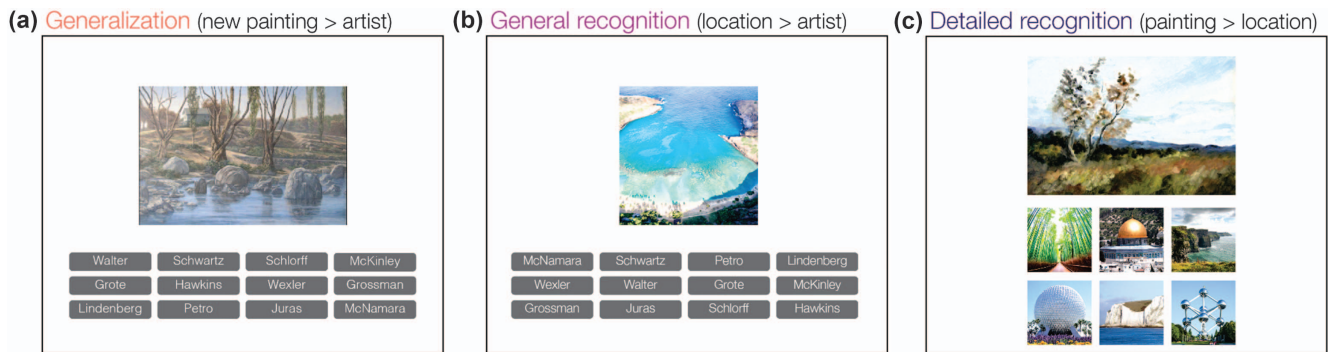 (a) Generalization (new painting > artist)
Walter Schwartz Schlorff McKinley
Grote Hawkins Wexler Grossman
Lindenberg Petro Juras McNamara
(b) General recognition (location > artist)
McNamara Schwartz Petro Lindenberg
Wexler Walter Grote McKinley
Grossman Juras Schlorff Hawkins
(c) Detailed recognition (painting > location)